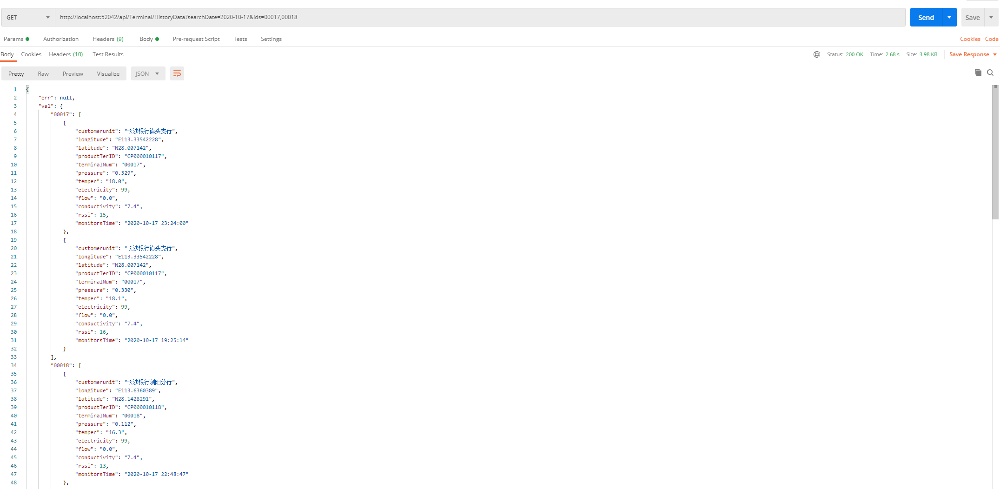 GET http://localhost:52042/api/Terminal/HistoryData?searchDate=2020-10-17&ids=00017,00018 Send Save
Params Authorization Headers (9) Body Pre-request Script Tests Settings Cookies Code
Body Cookies Headers (10) Test Results Status: 200 OK Time: 2.68 s Size: 3.98 KB Save Response
Pretty Raw Preview Visualize JSON
1 {
2 "err": null,
3 "val": {
4 "00017": [
5 {
6 "customerunit": "长沙银行镇头支行",
7 "longitude": "E113.33542228",
8 "latitude": "N28.007142",
9 "productTerID": "CP000010117",
10 "terminalNum": "00017",
11 "pressure": "0.329",
12 "temper": "18.0",
13 "electricity": 99,
14 "flow": "0.0",
15 "conductivity": "7.4",
16 "rssi": 15,
17 "monitorsTime": "2020-10-17 23:24:00"
18 },
19 {
20 "customerunit": "长沙银行镇头支行",
21 "longitude": "E113.33542228",
22 "latitude": "N28.007142",
23 "productTerID": "CP000010117",
24 "terminalNum": "00017",
25 "pressure": "0.330",
26 "temper": "18.1",
27 "electricity": 99,
28 "flow": "0.0",
29 "conductivity": "7.4",
30 "rssi": 16,
31 "monitorsTime": "2020-10-17 19:25:14"
32 }
33 ],
34 "00018": [
35 {
36 "customerunit": "长沙银行浏阳分行",
37 "longitude": "E113.6360389",
38 "latitude": "N28.1428291",
39 "productTerID": "CP000010118",
40 "terminalNum": "00018",
41 "pressure": "0.112",
42 "temper": "16.3",
43 "electricity": 99,
44 "flow": "0.0",
45 "conductivity": "7.4",
46 "rssi": 13,
47 "monitorsTime": "2020-10-17 22:48:47"
48 },